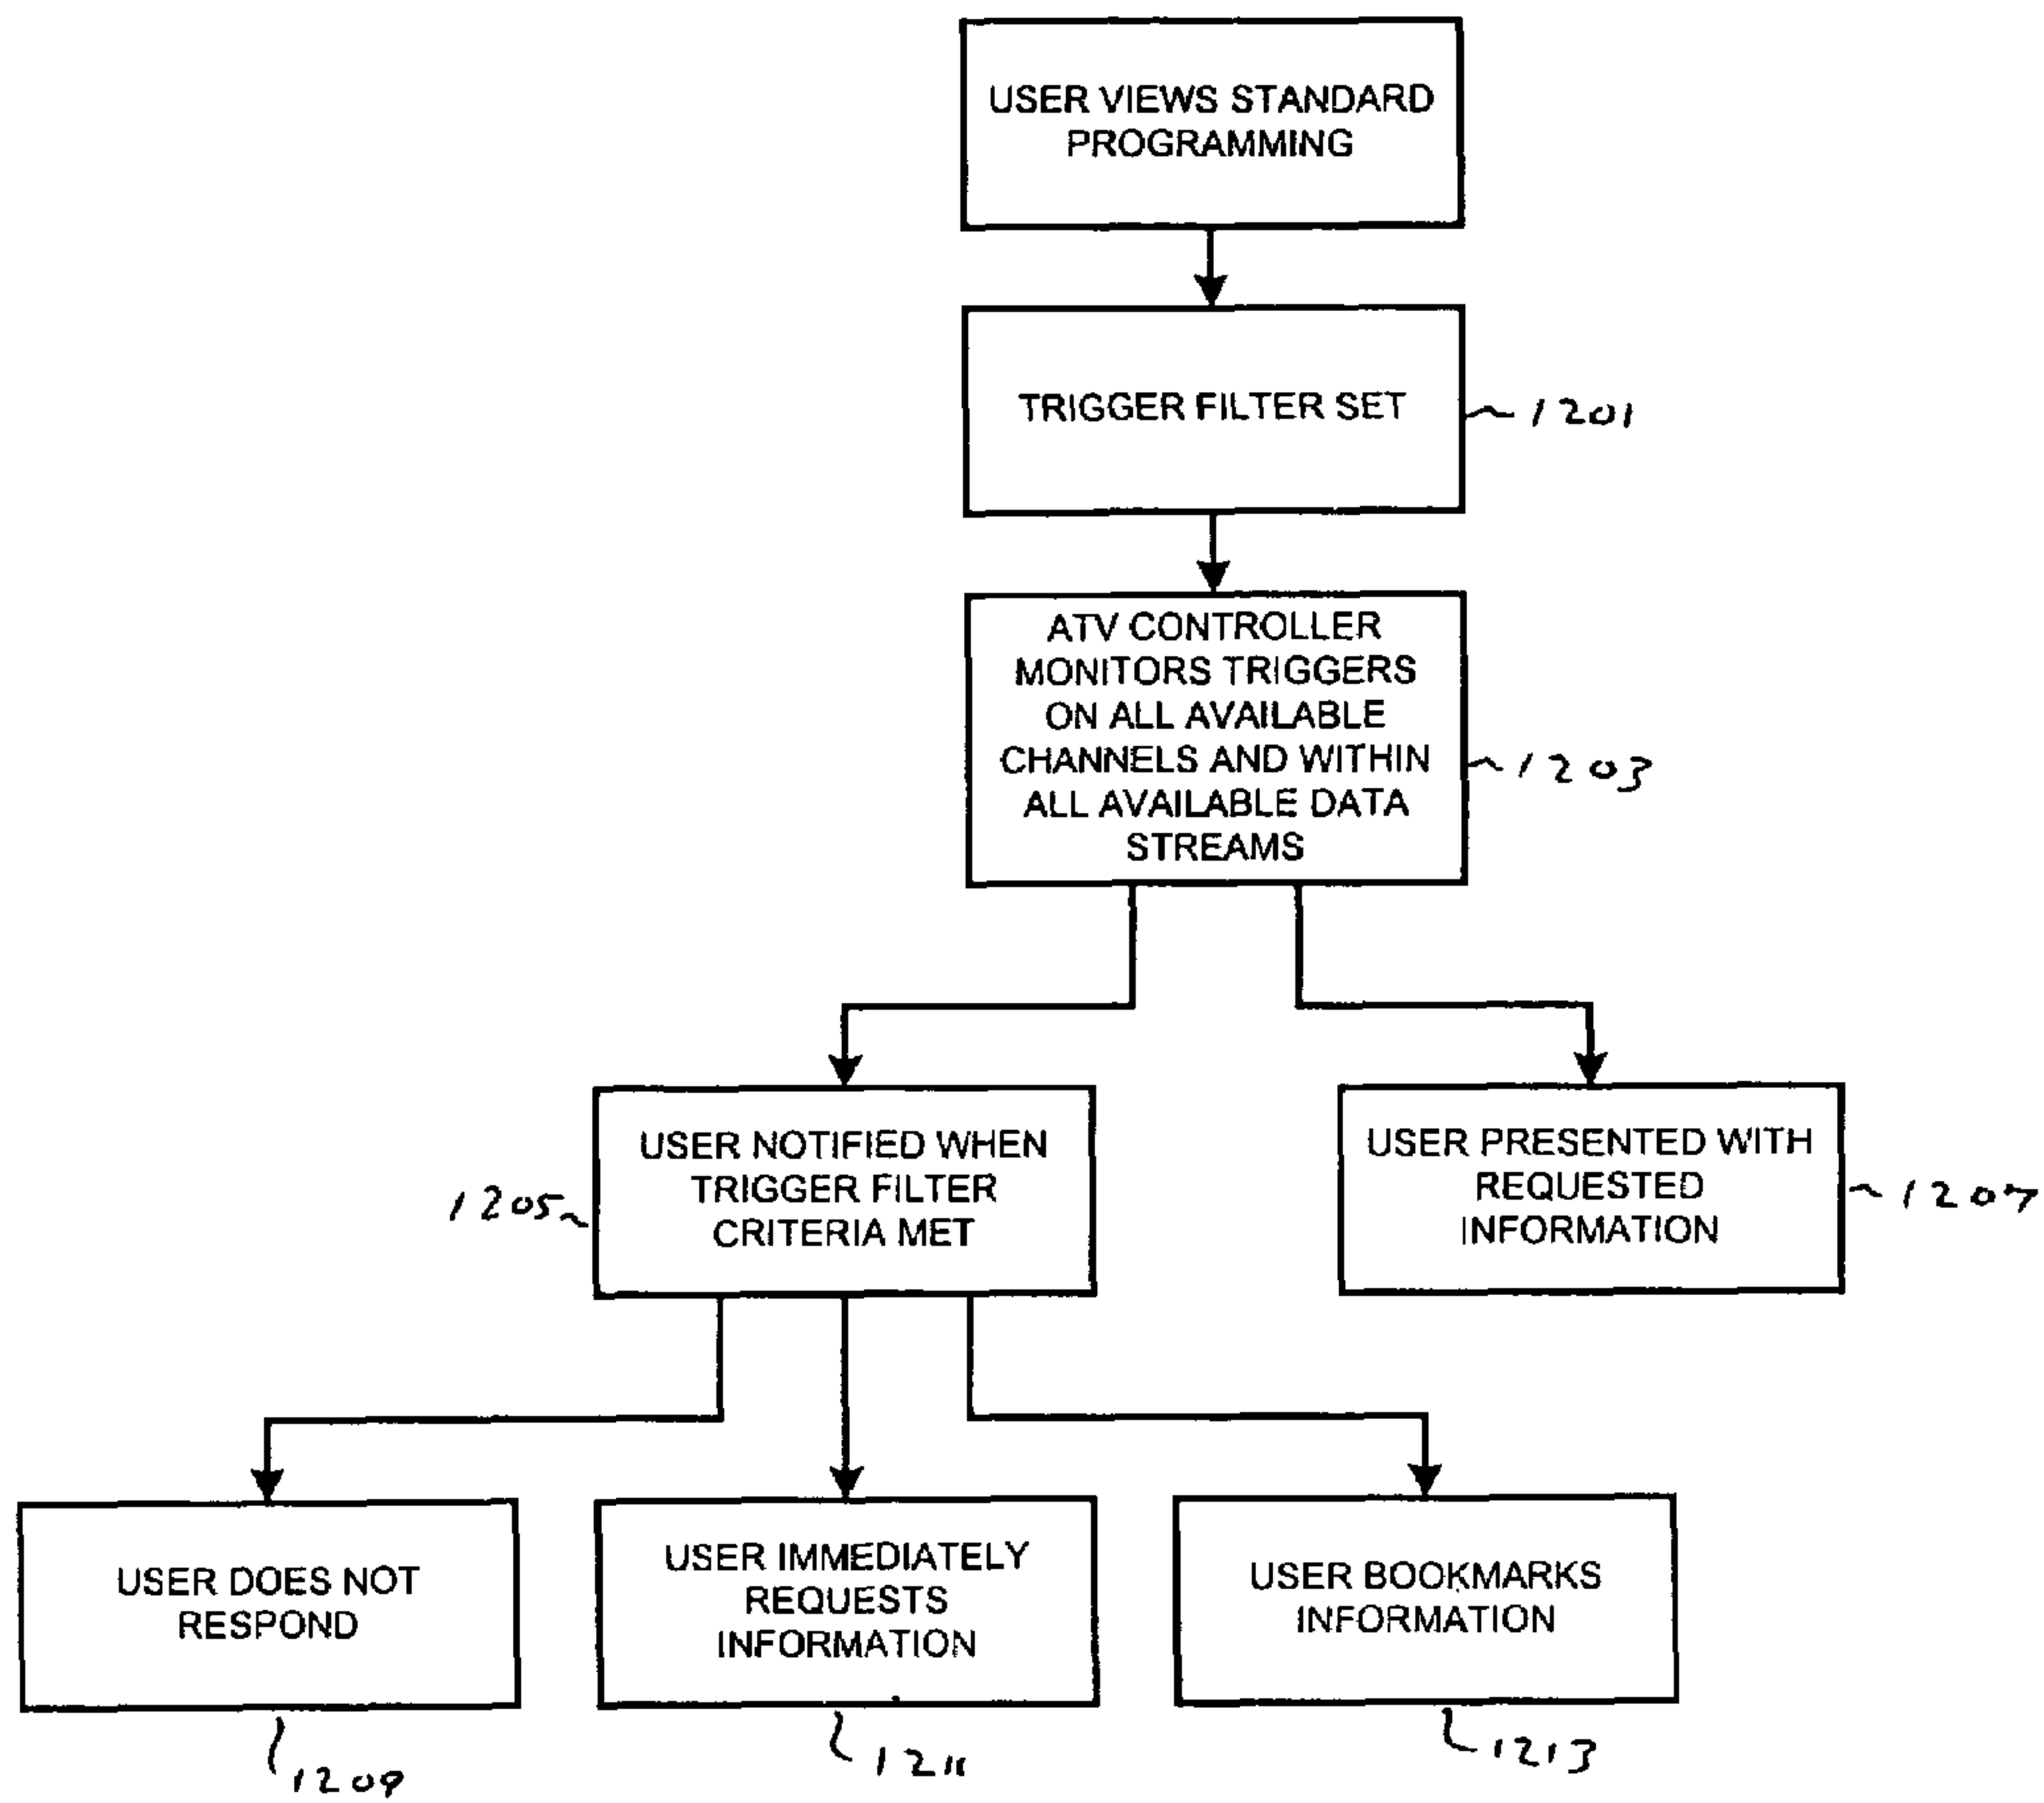 USER VIEWS STANDARD
PROGRAMMING
TRIGGER FILTER SET
1201
ATV CONTROLLER
MONITORS TRIGGERS
ON ALL AVAILABLE
CHANNELS AND WITHIN
ALL AVAILABLE DATA
STREAMS
1203
USER NOTIFIED WHEN
TRIGGER FILTER
CRITERIA MET
1205
USER PRESENTED WITH
REQUESTED
INFORMATION
1207
USER DOES NOT
RESPOND
1209
USER IMMEDIATELY
REQUESTS
INFORMATION
1211
USER BOOKMARKS
INFORMATION
1213